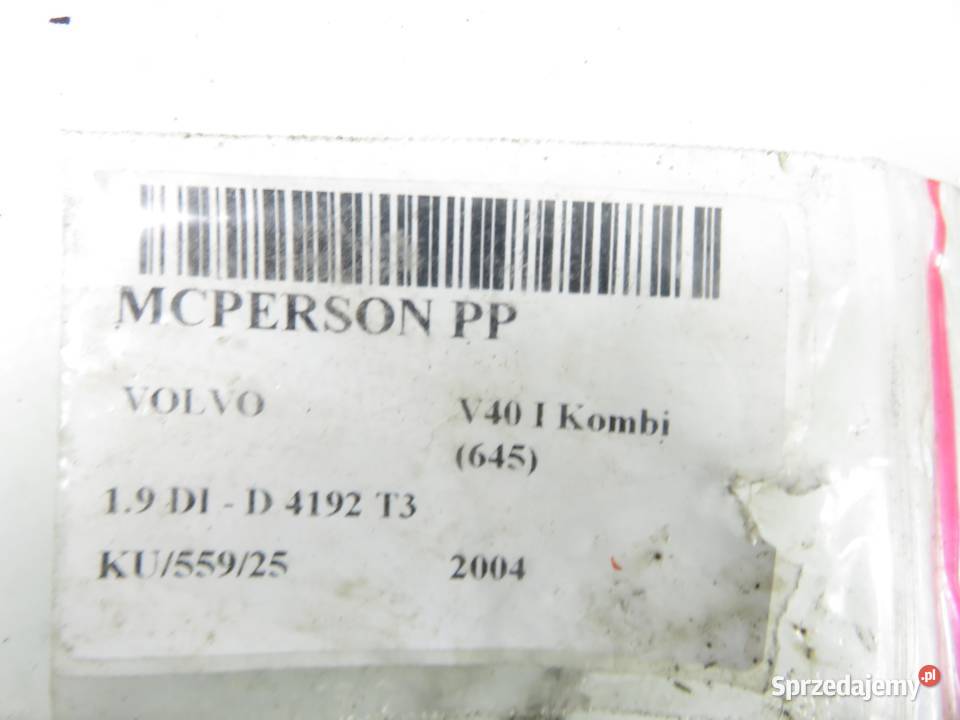 MCPERSON PP
VOLVO V40 I Kombi
(645)
1.9 DI - D 4192 T3
KU/559/25 2004
Sprzedajemy.pl